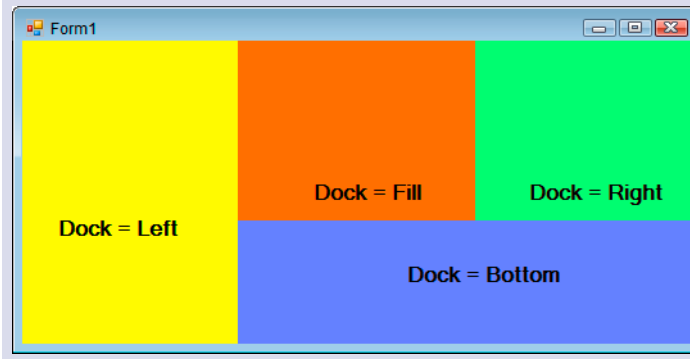 Form1
Dock = Fill
Dock = Right
Dock = Left
Dock = Bottom